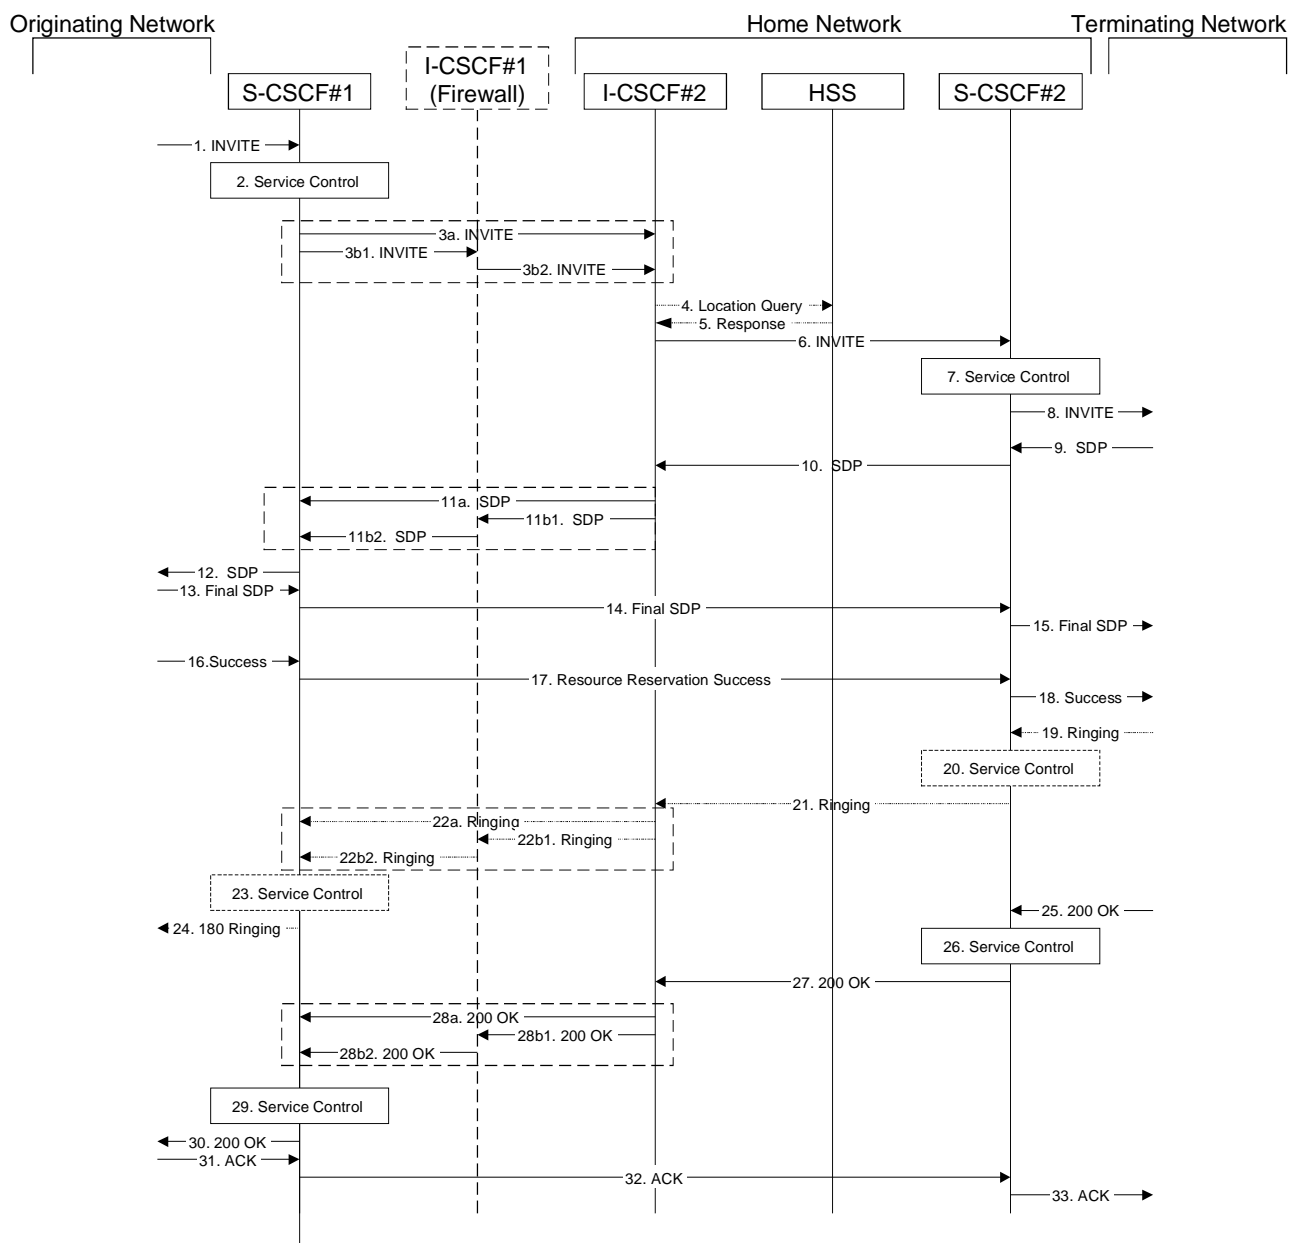 Originating Network
Home Network
Terminating Network
S-CSCF#1
I-CSCF#1
(Firewall)
I-CSCF#2
HSS
S-CSCF#2
1. INVITE
2. Service Control
3a. INVITE
3b1. INVITE
3b2. INVITE
4. Location Query
5. Response
6. INVITE
7. Service Control
8. INVITE
9. SDP
10. SDP
11a. SDP
11b1. SDP
11b2. SDP
12. SDP
13. Final SDP
14. Final SDP
15. Final SDP
16.Success
17. Resource Reservation Success
18. Success
19. Ringing
20. Service Control
21. Ringing
22a. Ringing
22b1. Ringing
22b2. Ringing
23. Service Control
24. 180 Ringing
25. 200 OK
26. Service Control
27. 200 OK
28a. 200 OK
28b1. 200 OK
28b2. 200 OK
29. Service Control
30. 200 OK
31. ACK
32. ACK
33. ACK